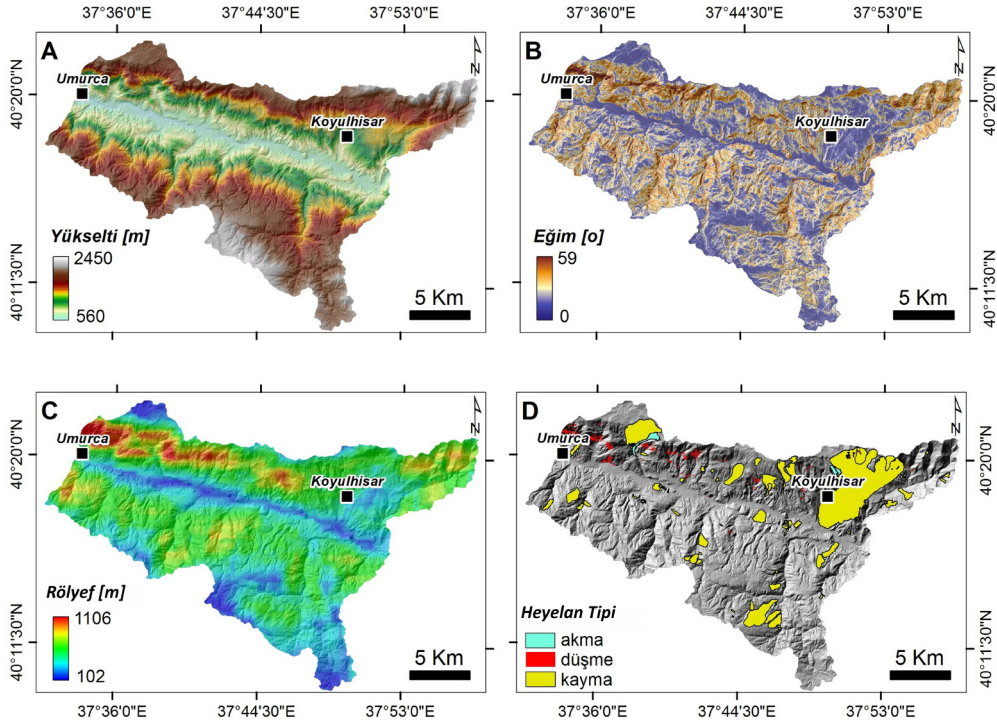 37°36'0"E 37°44'30"E 37°53'0"E
37°36'0"E 37°44'30"E 37°53'0"E
A
Umurca
Koyulhisar
Yükselti [m]
2450
560
5 Km
N
40°20'0"N
40°11'30"N
B
Umurca
Koyulhisar
Eğim [o]
59
0
5 Km
N
40°20'0"N
40°11'30"N
C
Umurca
Koyulhisar
Rölyef [m]
1106
102
5 Km
N
40°20'0"N
40°11'30"N
D
Umurca
Koyulhisar
Heyelan Tipi
akma
düşme
kayma
5 Km
N
40°20'0"N
40°11'30"N
37°36'0"E 37°44'30"E 37°53'0"E
37°36'0"E 37°44'30"E 37°53'0"E